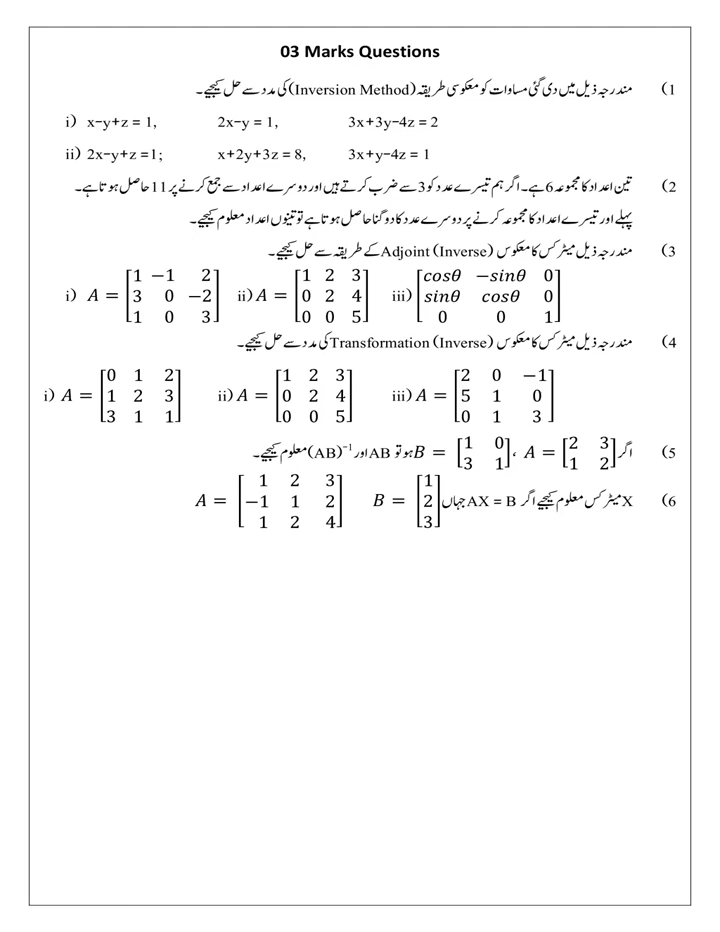 03 Marks Questions
1) مندرجہ ذیل میں دی گئی مساوات کو معکوسی طریقہ (Inversion Method) کی مدد سے حل کیجیے۔
i) x−y+z = 1, 2x−y = 1, 3x+3y−4z = 2
ii) 2x−y+z =1; x+2y+3z = 8, 3x+y−4z = 1
2) تین اعداد کا مجموعہ 6 ہے۔ اگر ہم تیسرے عدد کو 3 سے ضرب کرتے ہیں اور دوسرے اعداد سے جمع کرنے پر 11 حاصل ہوتا ہے۔
پہلے اور تیسرے اعداد کا مجموعہ کرنے پر دوسرے عدد کا دوگنا حاصل ہوتا ہے تو تینوں اعداد معلوم کیجیے۔
3) مندرجہ ذیل میٹرکس کا معکوس (Inverse) Adjoint کے طریقہ سے حل کیجیے۔
i) A = [1 −1 2; 3 0 −2; 1 0 3] ii) A = [1 2 3; 0 2 4; 0 0 5] iii) [cosθ −sinθ 0; sinθ cosθ 0; 0 0 1]
4) مندرجہ ذیل میٹرکس کا معکوس (Inverse) Transformation کی مدد سے حل کیجیے۔
i) A = [0 1 2; 1 2 3; 3 1 1] ii) A = [1 2 3; 0 2 4; 0 0 5] iii) A = [2 0 −1; 5 1 0; 0 1 3]
5) اگر A = [2 3; 1 2] ، B = [1 0; 3 1] ہو تو AB اور (AB)⁻¹ معلوم کیجیے۔
6) X میٹرکس معلوم کیجیے اگر AX = B جہاں B = [1; 2; 3] A = [1 2 3; −1 1 2; 1 2 4]